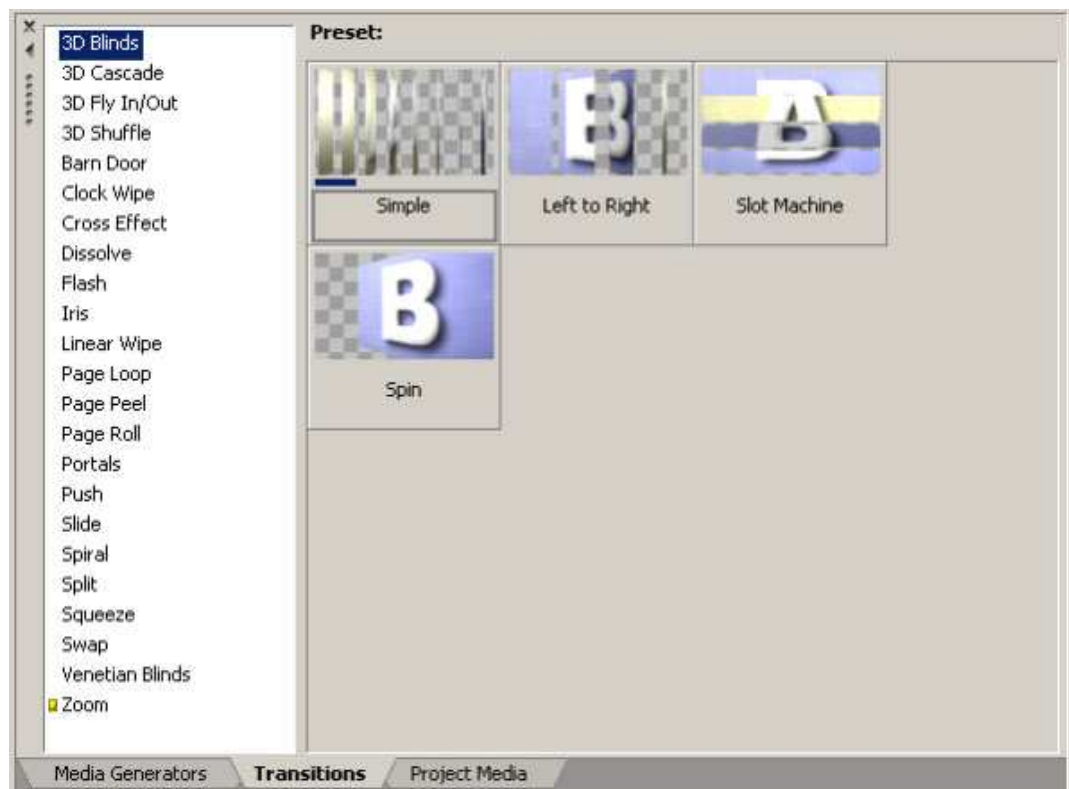 3D Blinds
3D Cascade
3D Fly In/Out
3D Shuffle
Barn Door
Clock Wipe
Cross Effect
Dissolve
Flash
Iris
Linear Wipe
Page Loop
Page Peel
Page Roll
Portals
Push
Slide
Spiral
Split
Squeeze
Swap
Venetian Blinds
Zoom
Preset:
B
B
A
Simple
Left to Right
Slot Machine
B
Spin
Media Generators
Transitions
Project Media